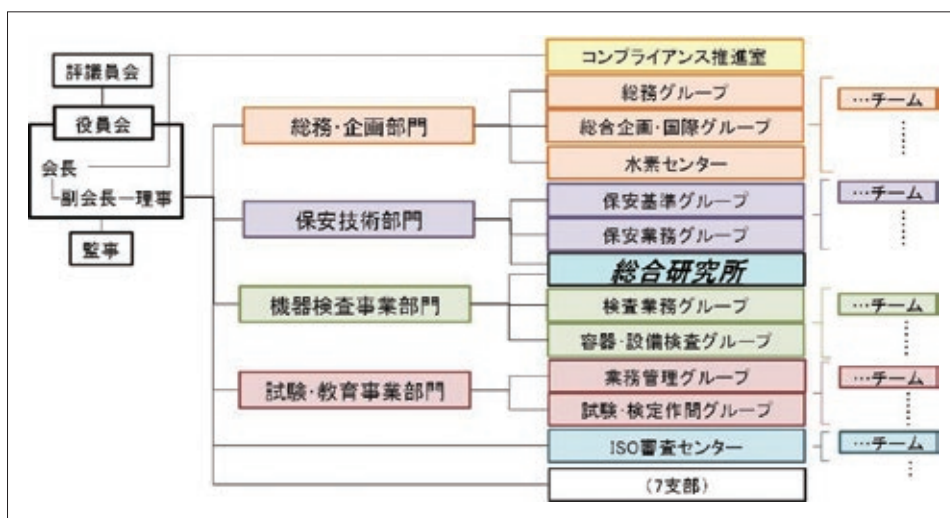 評議員会
役員会
会長
副会長－理事
監事
総務・企画部門
保安技術部門
機器検査事業部門
試験・教育事業部門
コンプライアンス推進室
総務グループ
総合企画・国際グループ
水素センター
保安基準グループ
保安業務グループ
総合研究所
検査業務グループ
容器・設備検査グループ
業務管理グループ
試験・検定作問グループ
ISO審査センター
(7支部)
…チーム
…チーム
…チーム
…チーム
…チーム